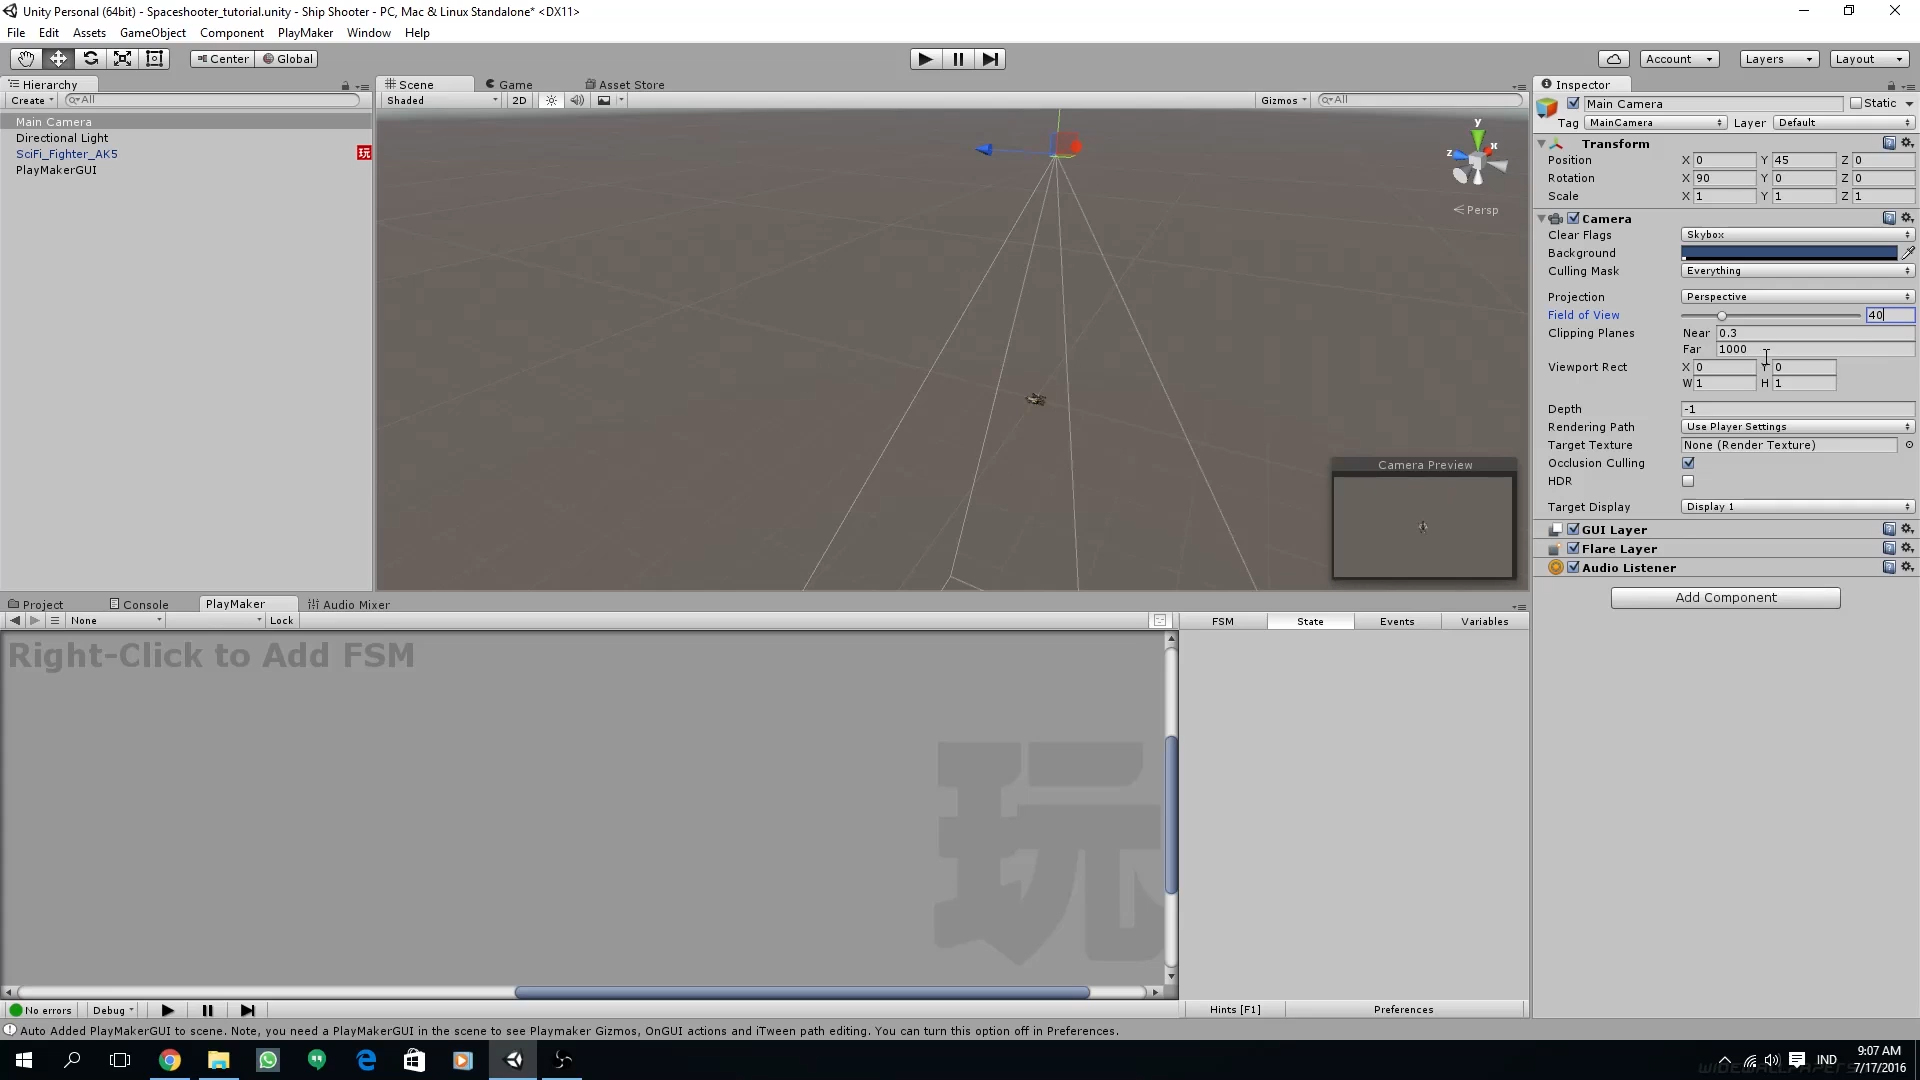 Unity Personal (64bit) - Spaceshooter_tutorial.unity - Ship Shooter - PC, Mac & Linux Standalone* <DX11>
File Edit Assets GameObject Component PlayMaker Window Help
Center Global Account Layers Layout
Hierarchy
Create All
Main Camera
Directional Light
SciFi_Fighter_AK5 玩
PlayMakerGUI
Scene Game Asset Store
Shaded 2D Gizmos All
y
x
z
Persp
Camera Preview
Inspector
Main Camera Static
Tag MainCamera Layer Default
Transform
Position X 0 Y 45 Z 0
Rotation X 90 Y 0 Z 0
Scale X 1 Y 1 Z 1
Camera
Clear Flags Skybox
Background
Culling Mask Everything
Projection Perspective
Field of View 40
Clipping Planes Near 0.3
Far 1000
Viewport Rect X 0 Y 0
W 1 H 1
Depth -1
Rendering Path Use Player Settings
Target Texture None (Render Texture)
Occlusion Culling
HDR
Target Display Display 1
GUI Layer
Flare Layer
Audio Listener
Add Component
Project Console PlayMaker Audio Mixer
None Lock FSM State Events Variables
Right-Click to Add FSM
玩
No errors Debug Hints [F1] Preferences
Auto Added PlayMakerGUI to scene. Note, you need a PlayMakerGUI in the scene to see Playmaker Gizmos, OnGUI actions and iTween path editing. You can turn this option off in Preferences.
IND
9:07 AM
7/17/2016